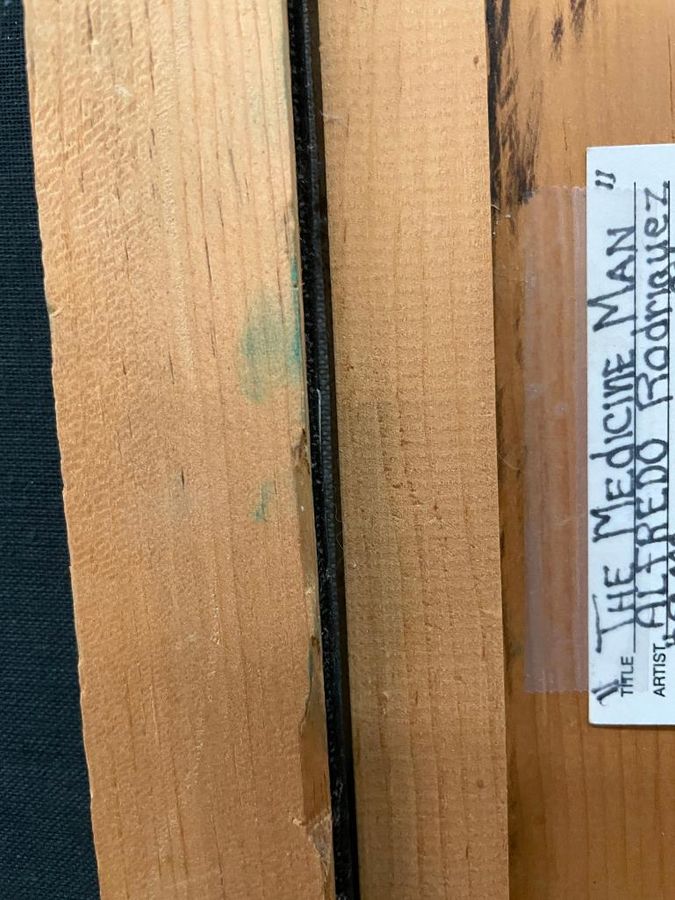 TITLE "THE MEDICINE MAN"
ARTIST ALFREDO RODRIGUEZ